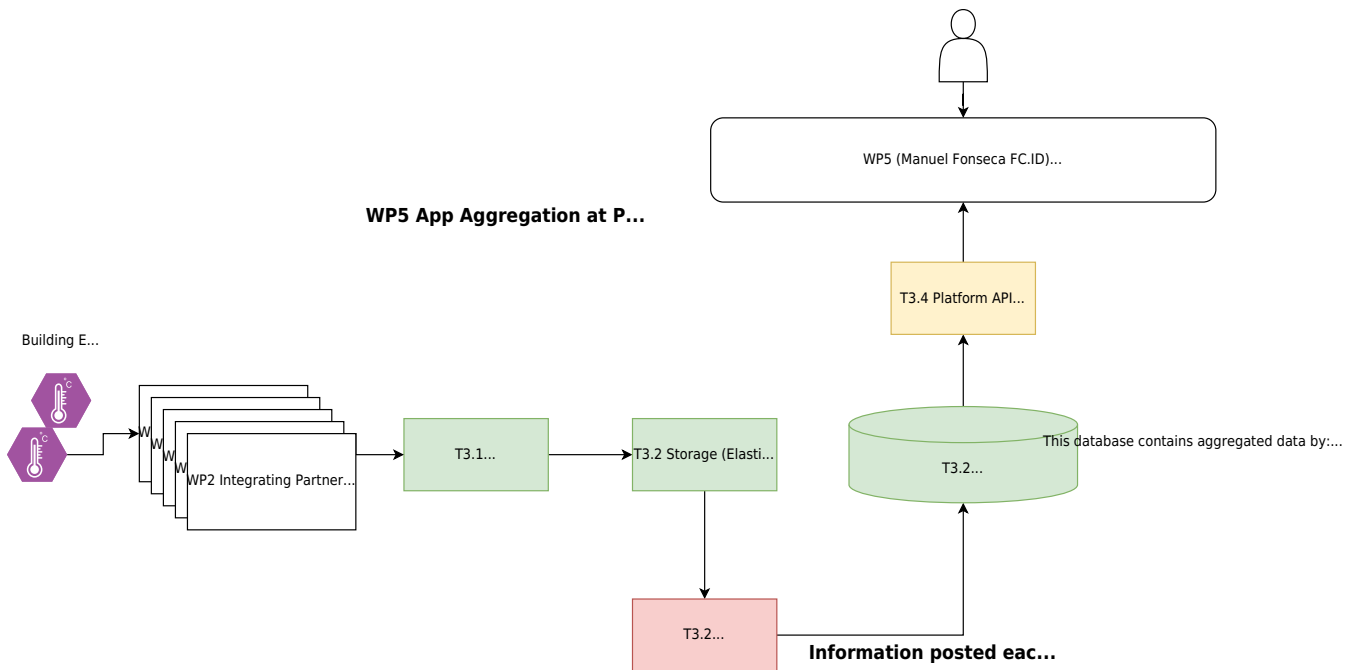 WP5 (Manuel Fonseca FC.ID)...
WP5 App Aggregation at P...
T3.4 Platform API...
Building E...
°C
°C
W
W
W
W
WP2 Integrating Partner...
T3.1...
T3.2 Storage (Elasti...
This database contains aggregated data by:...
T3.2...
T3.2...
Information posted eac...